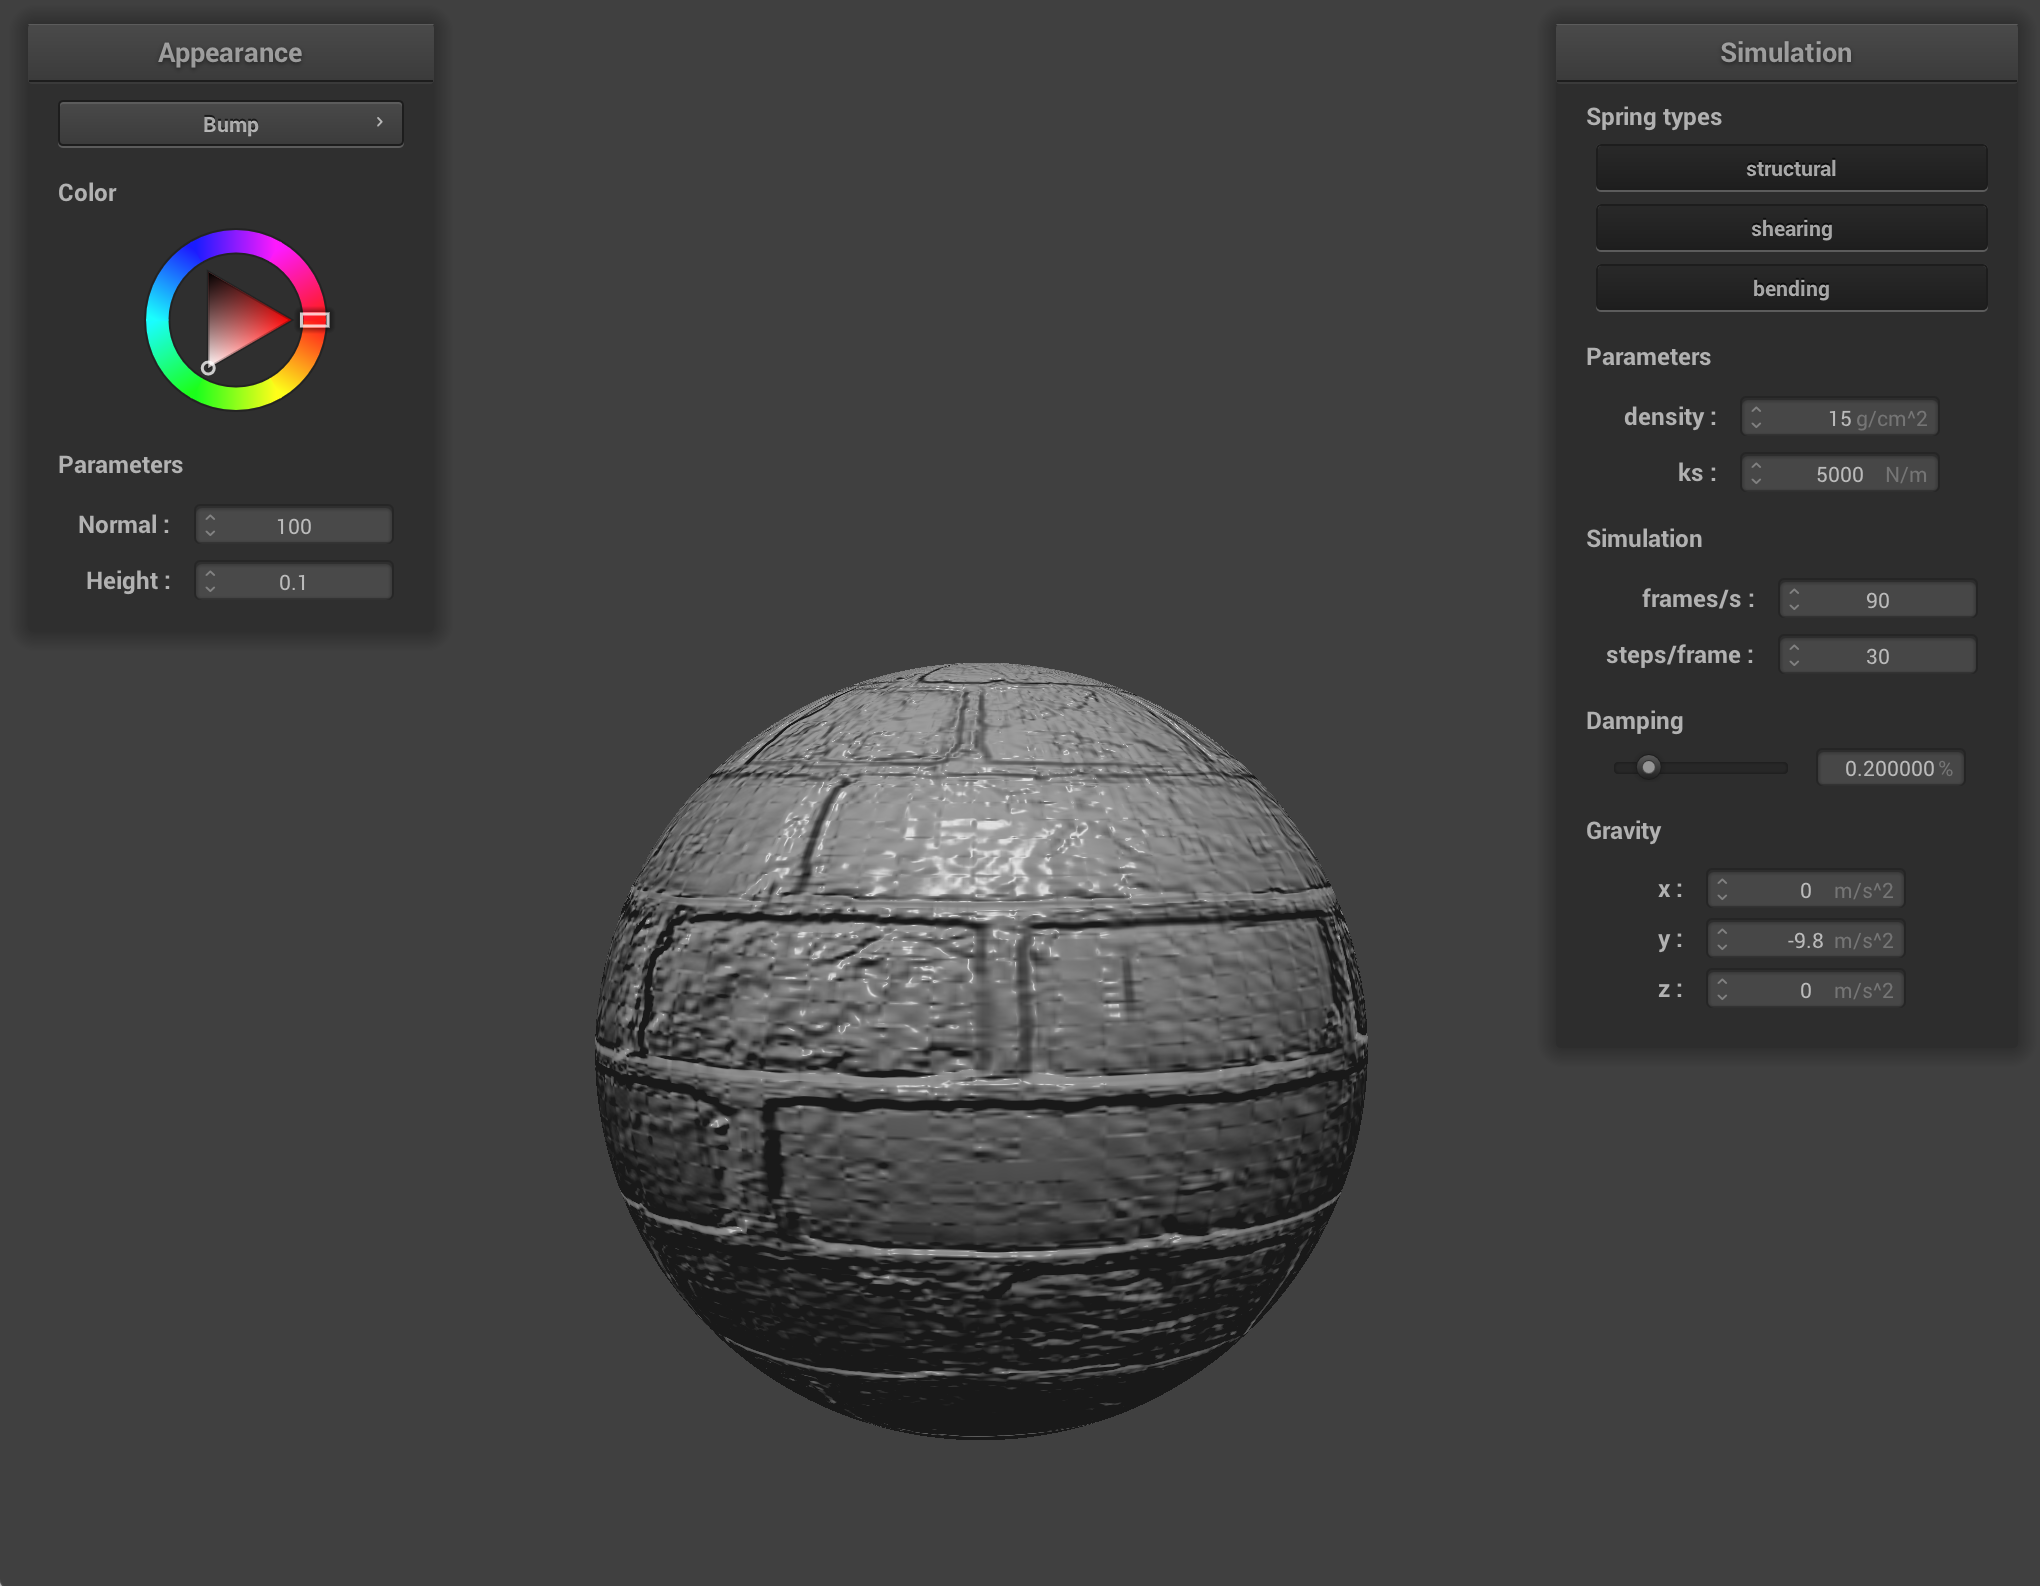 Appearance
Bump
Color
Parameters
Normal : 100
Height : 0.1
Simulation
Spring types
structural
shearing
bending
Parameters
density : 15 g/cm^2
ks : 5000 N/m
Simulation
frames/s : 90
steps/frame : 30
Damping
0.200000 %
Gravity
x : 0 m/s^2
y : -9.8 m/s^2
z : 0 m/s^2